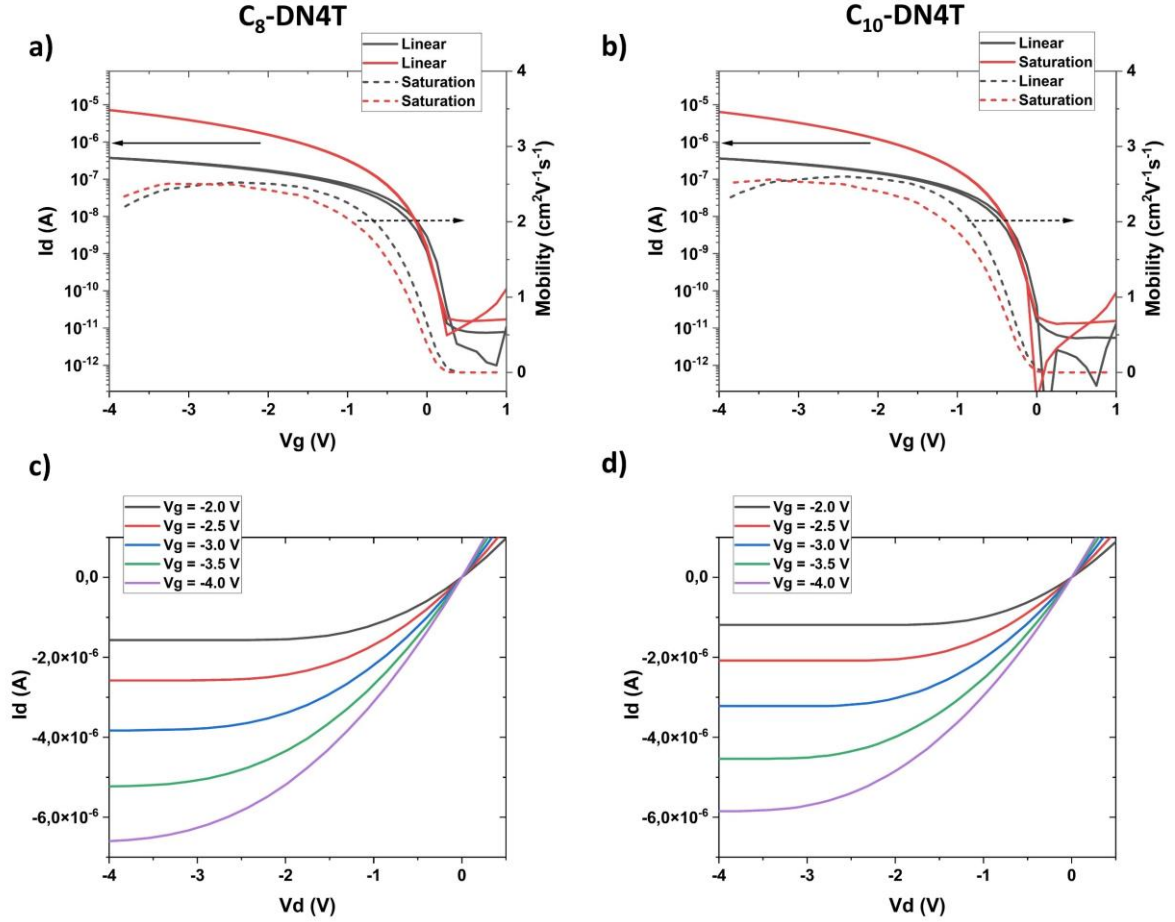 C₈-DN4T
C₁₀-DN4T
a)
Linear
Linear
Saturation
Saturation
10⁻⁵
10⁻⁶
10⁻⁷
10⁻⁸
10⁻⁹
10⁻¹⁰
10⁻¹¹
10⁻¹²
Id (A)
4
3
2
1
0
Mobility (cm²V⁻¹s⁻¹)
-4
-3
-2
-1
0
1
Vg (V)
b)
Linear
Saturation
Linear
Saturation
10⁻⁵
10⁻⁶
10⁻⁷
10⁻⁸
10⁻⁹
10⁻¹⁰
10⁻¹¹
10⁻¹²
Id (A)
4
3
2
1
0
Mobility (cm²V⁻¹s⁻¹)
-4
-3
-2
-1
0
1
Vg (V)
c)
Vg = -2.0 V
Vg = -2.5 V
Vg = -3.0 V
Vg = -3.5 V
Vg = -4.0 V
0,0
-2,0×10⁻⁶
-4,0×10⁻⁶
-6,0×10⁻⁶
Id (A)
-4
-3
-2
-1
0
Vd (V)
d)
Vg = -2.0 V
Vg = -2.5 V
Vg = -3.0 V
Vg = -3.5 V
Vg = -4.0 V
0,0
-2,0×10⁻⁶
-4,0×10⁻⁶
-6,0×10⁻⁶
Id (A)
-4
-3
-2
-1
0
Vd (V)